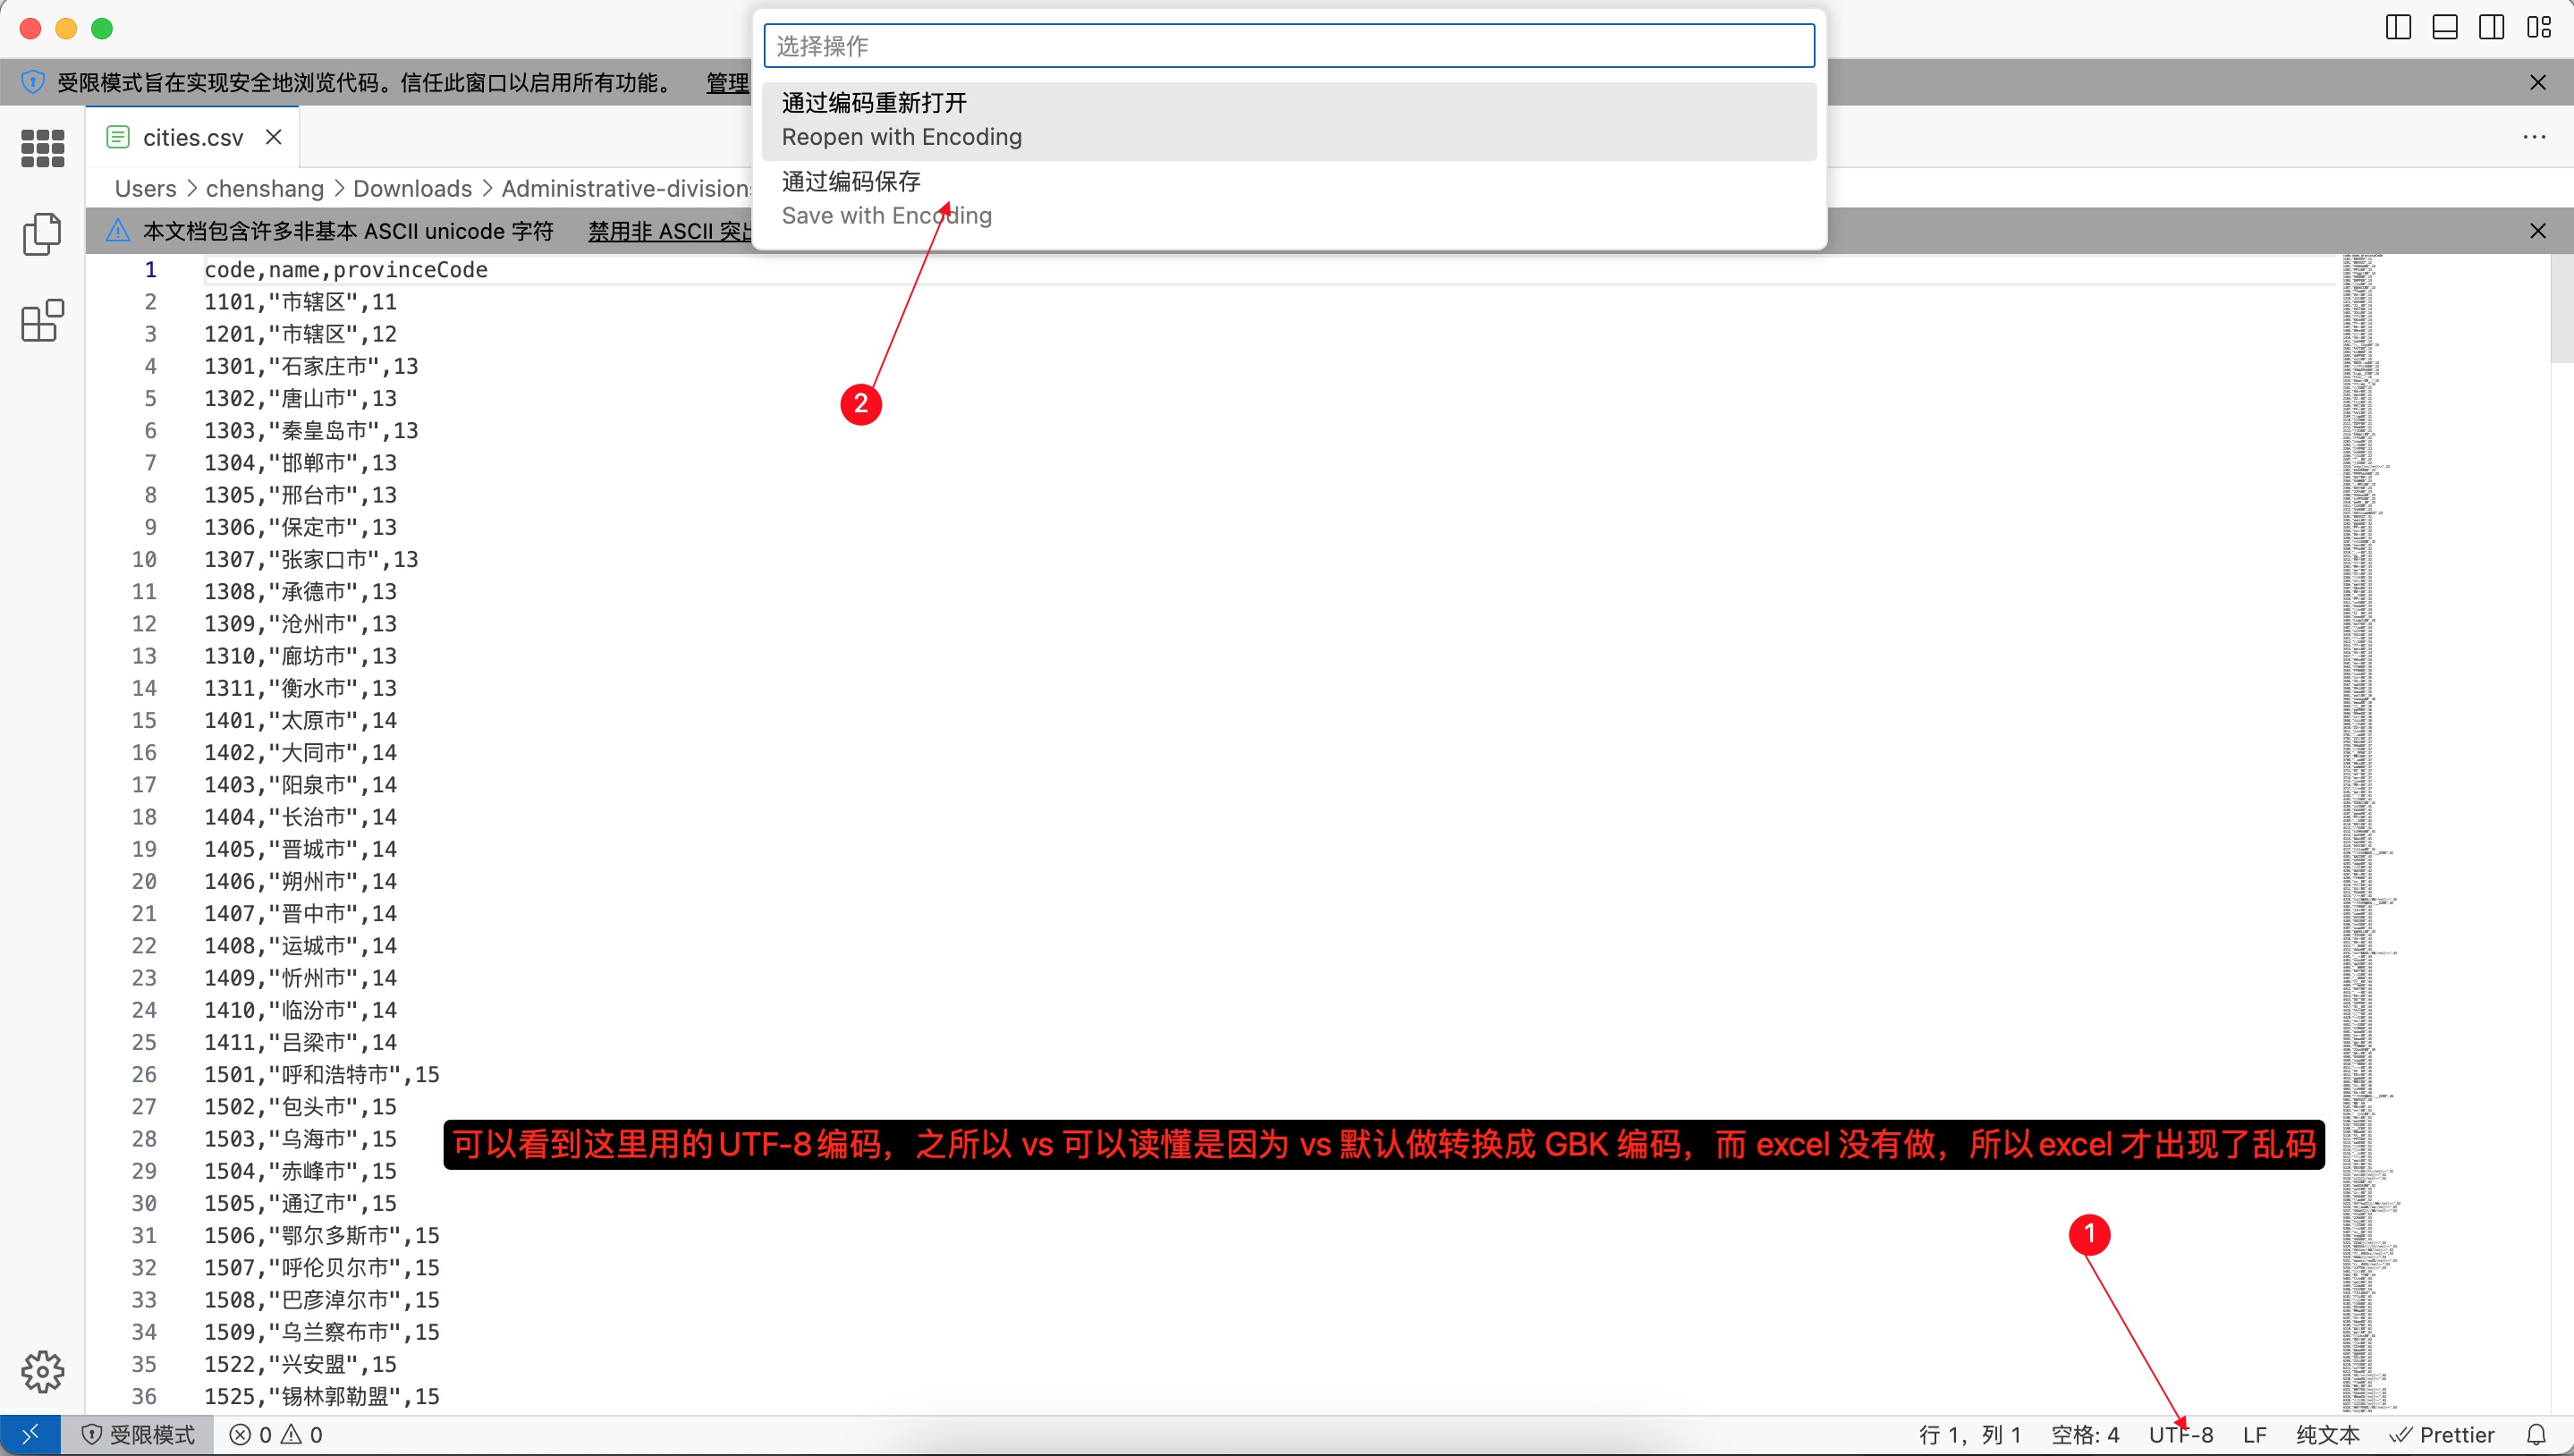 选择操作
受限模式旨在实现安全地浏览代码。信任此窗口以启用所有功能。 管理
通过编码重新打开
Reopen with Encoding
cities.csv
通过编码保存
Save with Encoding
Users > chenshang > Downloads > Administrative-division
本文档包含许多非基本 ASCII unicode 字符 禁用非 ASCII 突出
1 code,name,provinceCode
2 1101,"市辖区",11
3 1201,"市辖区",12
4 1301,"石家庄市",13
5 1302,"唐山市",13
6 1303,"秦皇岛市",13
7 1304,"邯郸市",13
8 1305,"邢台市",13
9 1306,"保定市",13
10 1307,"张家口市",13
11 1308,"承德市",13
12 1309,"沧州市",13
13 1310,"廊坊市",13
14 1311,"衡水市",13
15 1401,"太原市",14
16 1402,"大同市",14
17 1403,"阳泉市",14
18 1404,"长治市",14
19 1405,"晋城市",14
20 1406,"朔州市",14
21 1407,"晋中市",14
22 1408,"运城市",14
23 1409,"忻州市",14
24 1410,"临汾市",14
25 1411,"吕梁市",14
26 1501,"呼和浩特市",15
27 1502,"包头市",15
28 1503,"乌海市",15
29 1504,"赤峰市",15
30 1505,"通辽市",15
31 1506,"鄂尔多斯市",15
32 1507,"呼伦贝尔市",15
33 1508,"巴彦淖尔市",15
34 1509,"乌兰察布市",15
35 1522,"兴安盟",15
36 1525,"锡林郭勒盟",15
2
可以看到这里用的UTF-8编码，之所以 vs 可以读懂是因为 vs 默认做转换成 GBK 编码，而 excel 没有做，所以excel 才出现了乱码
1
受限模式 0 0 行 1，列 1 空格: 4 UTF-8 LF 纯文本 Prettier